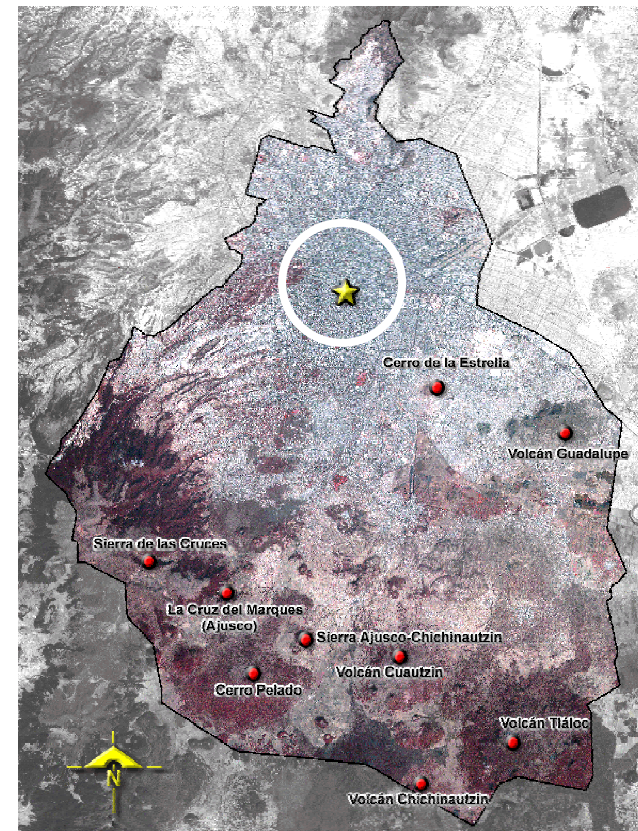 Cerro de la Estrella
Volcán Guadalupe
Sierra de las Cruces
La Cruz del Marques
(Ajusco)
Sierra Ajusco-Chichinautzin
Volcán Cuautzin
Cerro Pelado
Volcán Tláloc
N
Volcán Chichinautzin